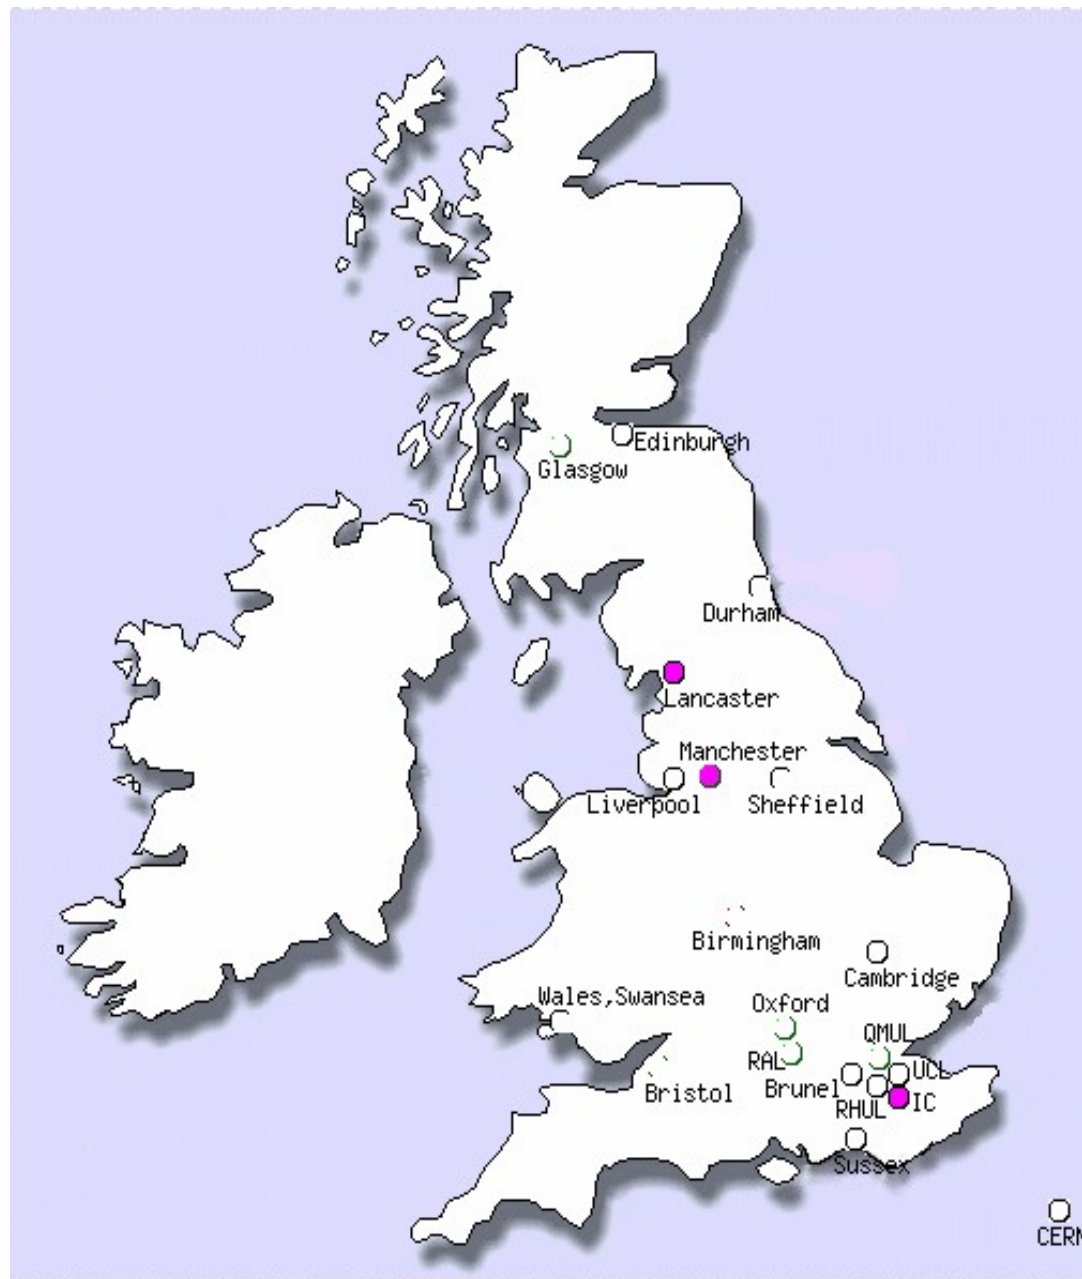 Edinburgh
Glasgow
Durham
Lancaster
Manchester
Liverpool
Sheffield
Birmingham
Cambridge
Wales,Swansea
Oxford
QMUL
RAL
UCL
Brunel
Bristol
RHUL
IC
Sussex
CERN